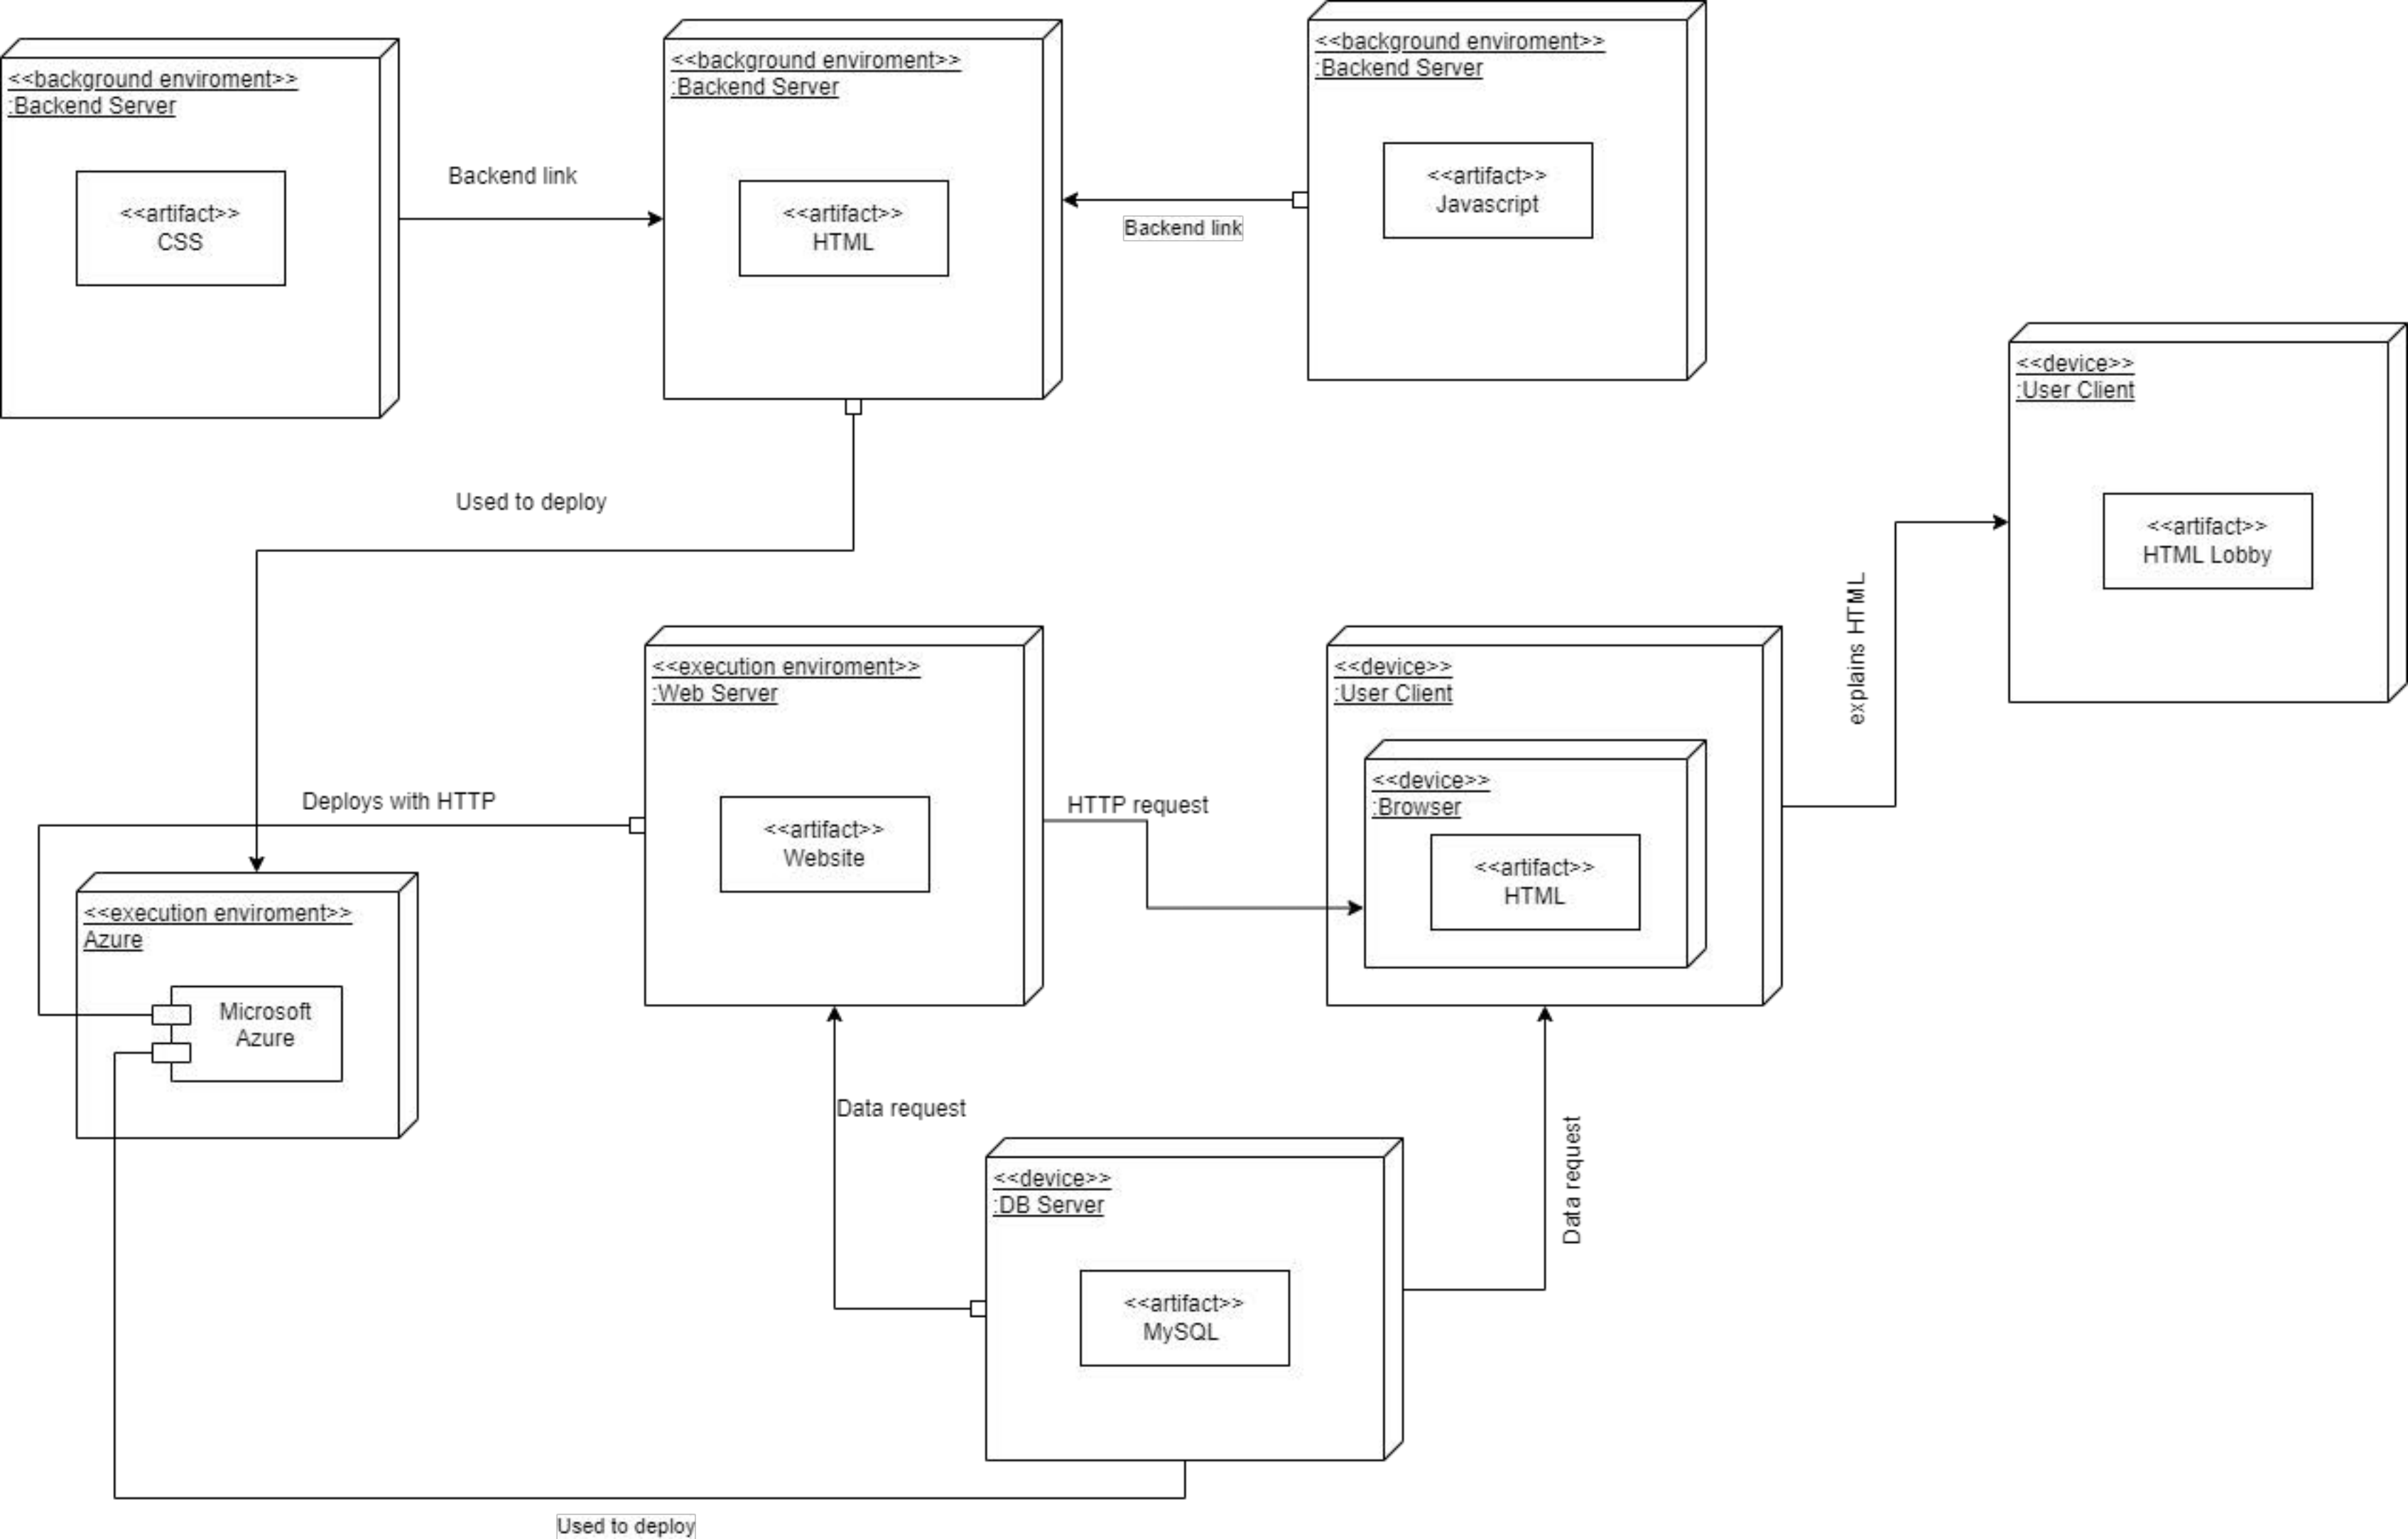 <<background enviroment>>
:Backend Server
<<artifact>>
CSS
Backend link
<<background enviroment>>
:Backend Server
<<artifact>>
HTML
Backend link
<<background enviroment>>
:Backend Server
<<artifact>>
Javascript
<<device>>
:User Client
<<artifact>>
HTML Lobby
Used to deploy
explains HTML
<<execution enviroment>>
:Web Server
<<artifact>>
Website
Deploys with HTTP
HTTP request
<<device>>
:User Client
<<device>>
:Browser
<<artifact>>
HTML
<<execution enviroment>>
Azure
Microsoft
Azure
Data request
Data request
<<device>>
:DB Server
<<artifact>>
MySQL
Used to deploy